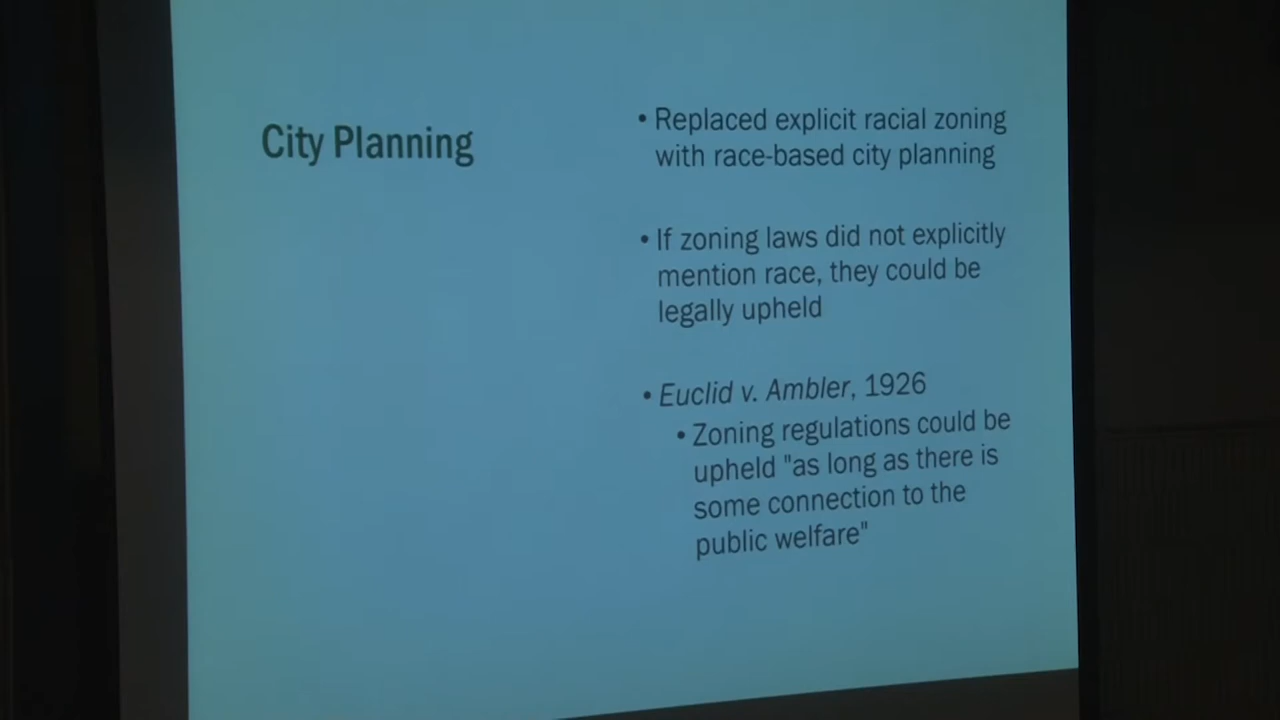 City Planning
• Replaced explicit racial zoning
with race-based city planning
• If zoning laws did not explicitly
mention race, they could be
legally upheld
• Euclid v. Ambler, 1926
• Zoning regulations could be
upheld "as long as there is
some connection to the
public welfare"